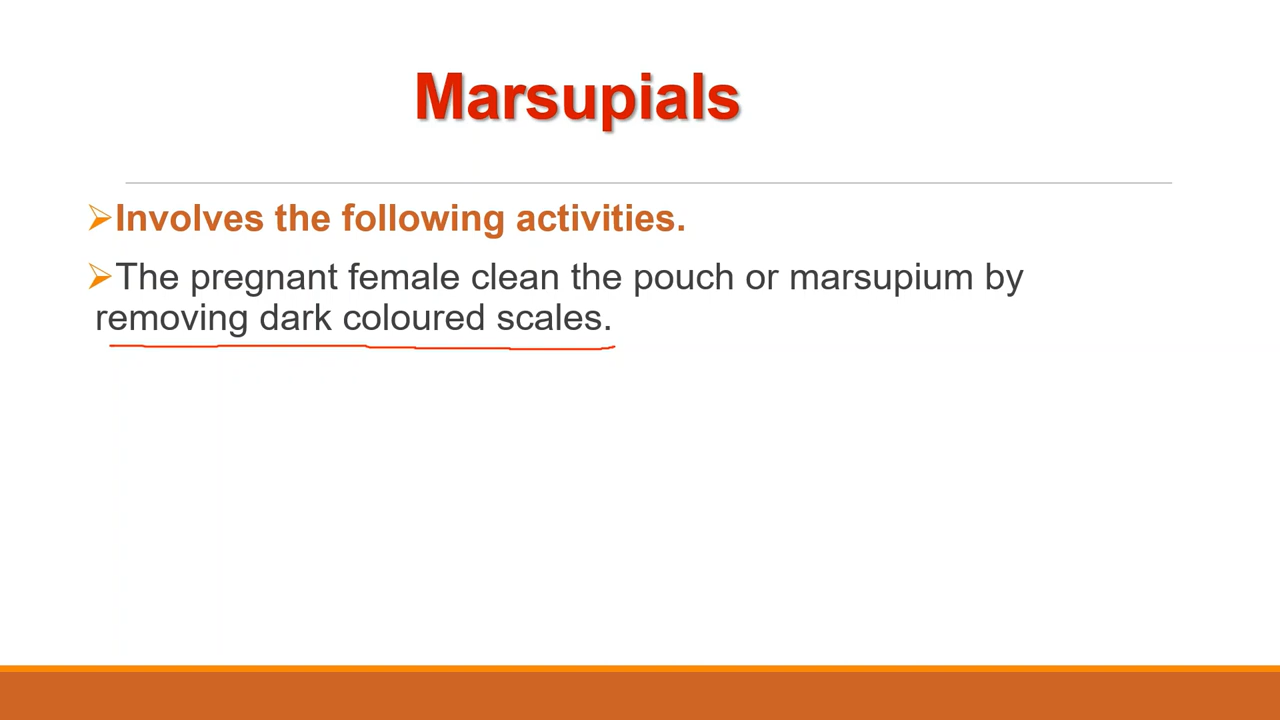 Marsupials
Involves the following activities.
The pregnant female clean the pouch or marsupium by
removing dark coloured scales.